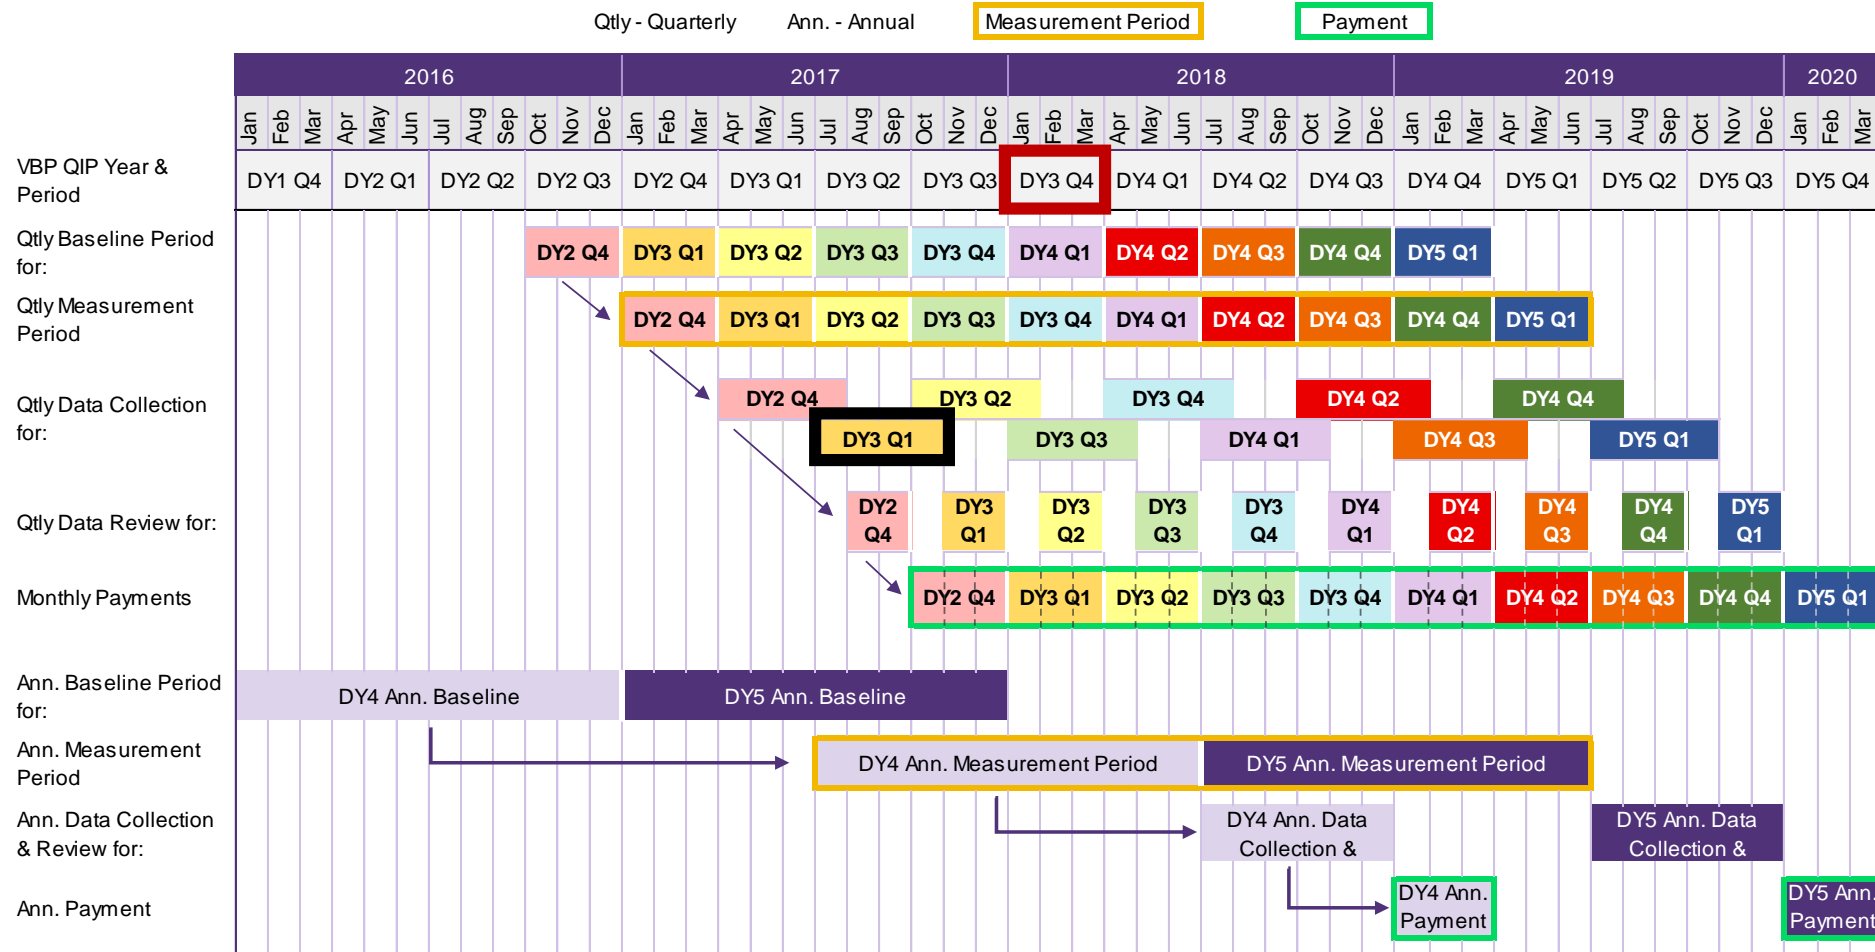 Qtly - Quarterly Ann. - Annual Measurement Period Payment
2016 2017 2018 2019 2020
Jan Feb Mar Apr May Jun Jul Aug Sep Oct Nov Dec Jan Feb Mar Apr May Jun Jul Aug Sep Oct Nov Dec Jan Feb Mar Apr May Jun Jul Aug Sep Oct Nov Dec Jan Feb Mar Apr May Jun Jul Aug Sep Oct Nov Dec Jan Feb Mar
VBP QIP Year &
Period
DY1 Q4 DY2 Q1 DY2 Q2 DY2 Q3 DY2 Q4 DY3 Q1 DY3 Q2 DY3 Q3 DY3 Q4 DY4 Q1 DY4 Q2 DY4 Q3 DY4 Q4 DY5 Q1 DY5 Q2 DY5 Q3 DY5 Q4
Qtly Baseline Period
for:
DY2 Q4 DY3 Q1 DY3 Q2 DY3 Q3 DY3 Q4 DY4 Q1 DY4 Q2 DY4 Q3 DY4 Q4 DY5 Q1
Qtly Measurement
Period
DY2 Q4 DY3 Q1 DY3 Q2 DY3 Q3 DY3 Q4 DY4 Q1 DY4 Q2 DY4 Q3 DY4 Q4 DY5 Q1
Qtly Data Collection
for:
DY2 Q4 DY3 Q2 DY3 Q4 DY4 Q2 DY4 Q4
DY3 Q1 DY3 Q3 DY4 Q1 DY4 Q3 DY5 Q1
Qtly Data Review for:
DY2 DY3 DY3 DY3 DY3 DY4 DY4 DY4 DY4 DY5
Q4 Q1 Q2 Q3 Q4 Q1 Q2 Q3 Q4 Q1
Monthly Payments
DY2 Q4 DY3 Q1 DY3 Q2 DY3 Q3 DY3 Q4 DY4 Q1 DY4 Q2 DY4 Q3 DY4 Q4 DY5 Q1
Ann. Baseline Period
for:
DY4 Ann. Baseline DY5 Ann. Baseline
Ann. Measurement
Period
DY4 Ann. Measurement Period DY5 Ann. Measurement Period
Ann. Data Collection
& Review for:
DY4 Ann. Data DY5 Ann. Data
Collection & Collection &
Ann. Payment
DY4 Ann. DY5 Ann.
Payment Payment